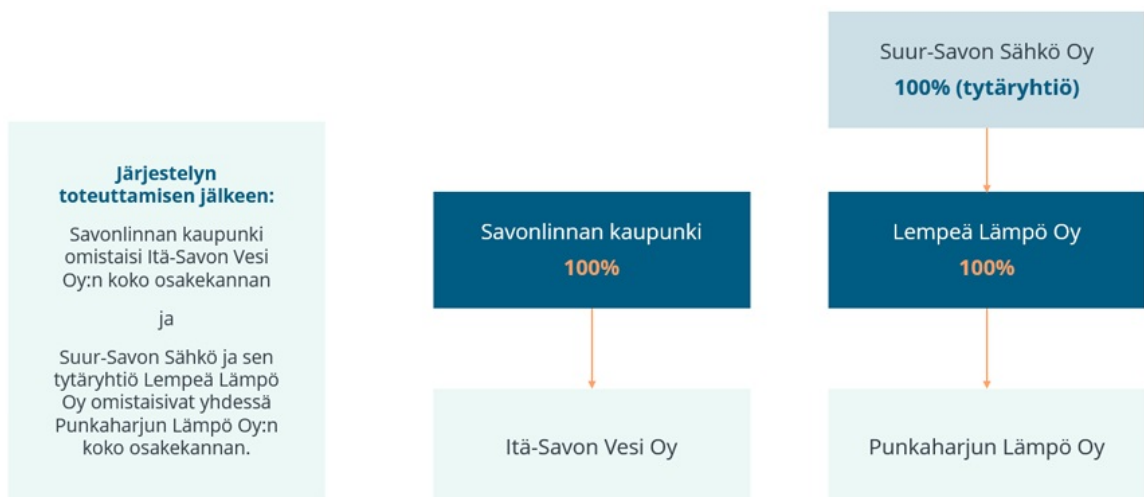 Järjestelyn
toteuttamisen jälkeen:
Savonlinnan kaupunki
omistaisi Itä-Savon Vesi
Oy:n koko osakekannan
ja
Suur-Savon Sähkö ja sen
tytäryhtiö Lempeä Lämpö
Oy omistaisivat yhdessä
Punkaharjun Lämpö Oy:n
koko osakekannan.
Savonlinnan kaupunki
100%
Itä-Savon Vesi Oy
Suur-Savon Sähkö Oy
100% (tytäryhtiö)
Lempeä Lämpö Oy
100%
Punkaharjun Lämpö Oy